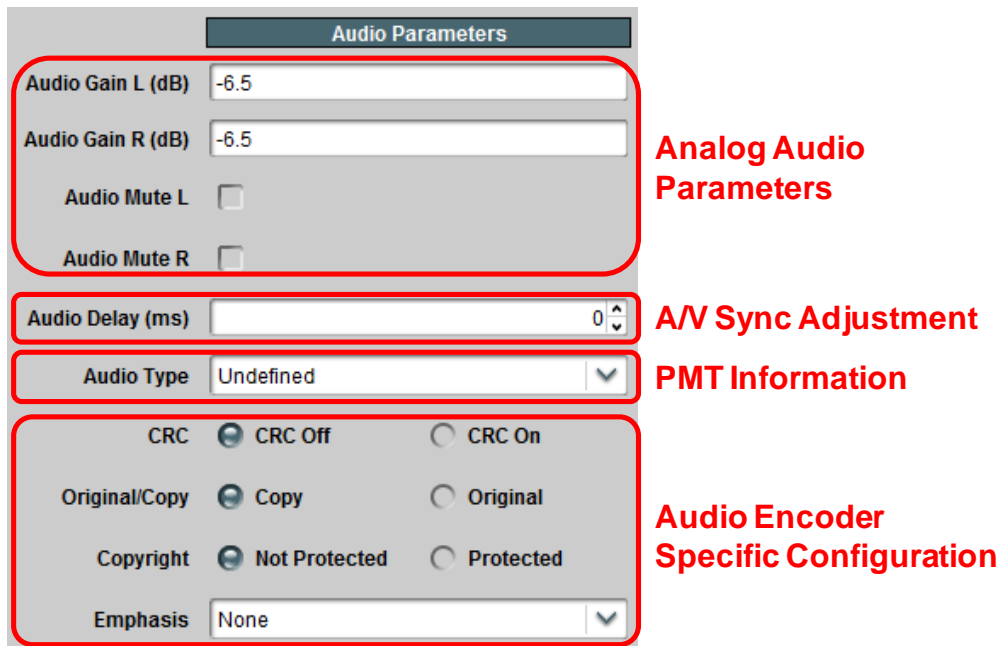 Audio Parameters
Audio Gain L (dB) -6.5
Audio Gain R (dB) -6.5
Analog Audio
Parameters
Audio Mute L
Audio Mute R
Audio Delay (ms) 0
A/V Sync Adjustment
Audio Type Undefined
PMT Information
CRC CRC Off CRC On
Original/Copy Copy Original
Copyright Not Protected Protected
Emphasis None
Audio Encoder
Specific Configuration